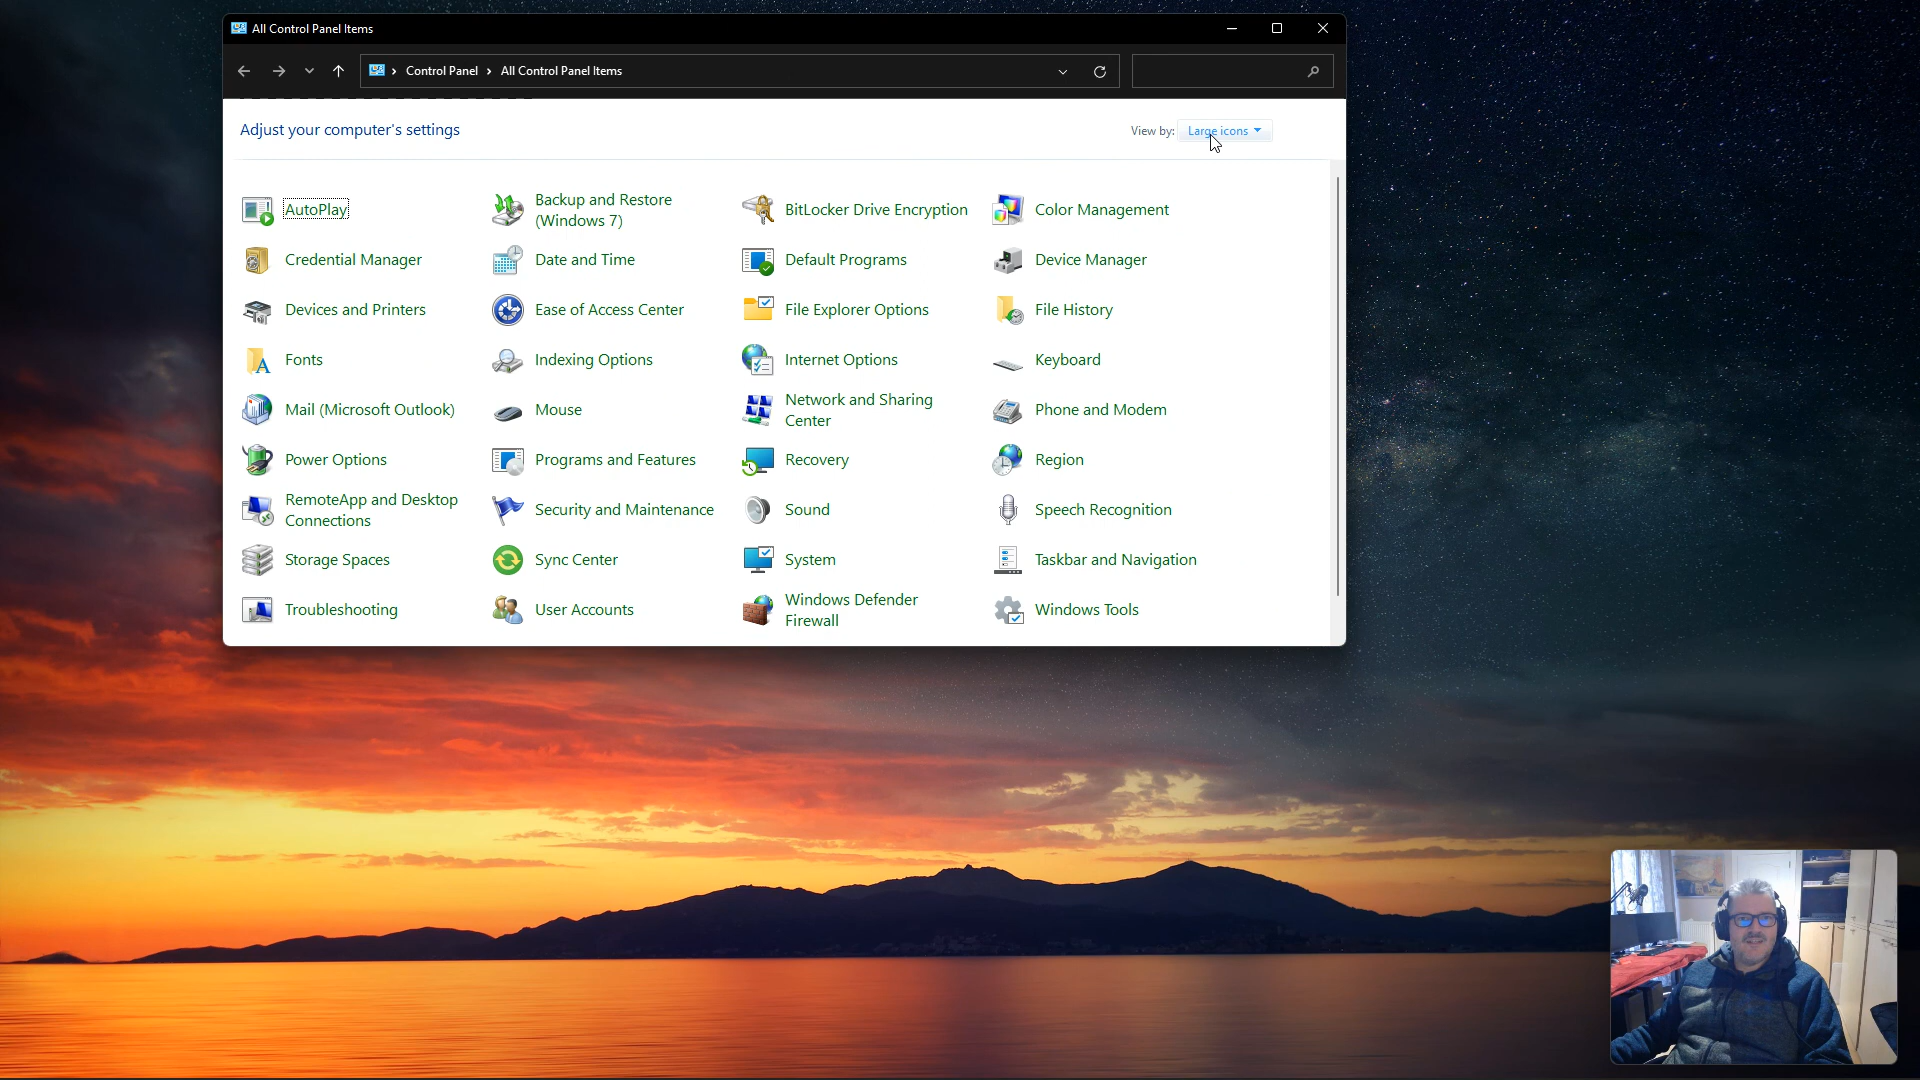 All Control Panel Items
Control Panel > All Control Panel Items
Adjust your computer's settings
View by: Large icons
AutoPlay
Backup and Restore
(Windows 7)
BitLocker Drive Encryption
Color Management
Credential Manager
Date and Time
Default Programs
Device Manager
Devices and Printers
Ease of Access Center
File Explorer Options
File History
Fonts
Indexing Options
Internet Options
Keyboard
Mail (Microsoft Outlook)
Mouse
Network and Sharing
Center
Phone and Modem
Power Options
Programs and Features
Recovery
Region
RemoteApp and Desktop
Connections
Security and Maintenance
Sound
Speech Recognition
Storage Spaces
Sync Center
System
Taskbar and Navigation
Troubleshooting
User Accounts
Windows Defender
Firewall
Windows Tools